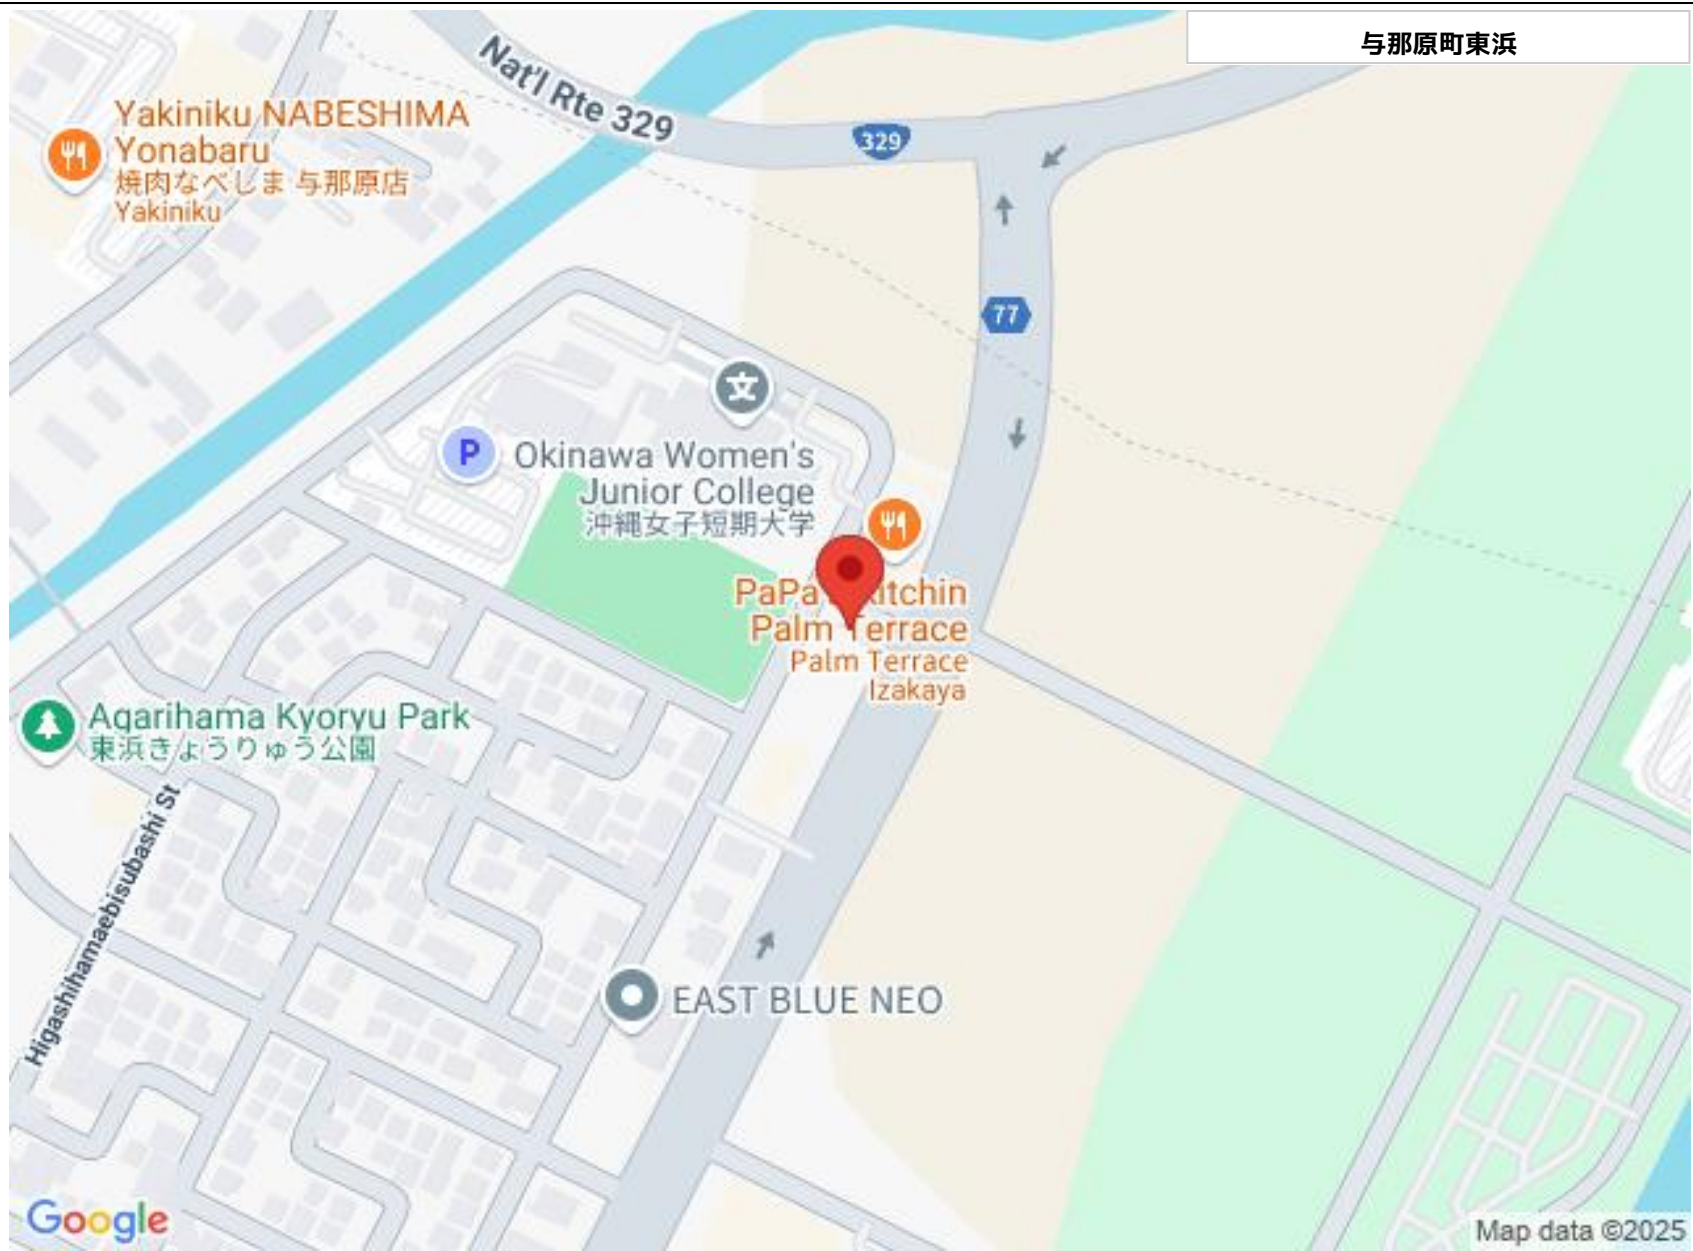 与那原町東浜
Nat'l Rte 329
329
Yakiniku NABESHIMA
Yonabaru
焼肉なべしま 与那原店
Yakiniku
77
文
P
Okinawa Women's
Junior College
沖縄女子短期大学
Palm Terrace
Palm Terrace
Izakaya
Agarihama Kyoryu Park
東浜きょうりゅう公園
Higashihamaebisubashi St
EAST BLUE NEO
Google
Map data ©2025